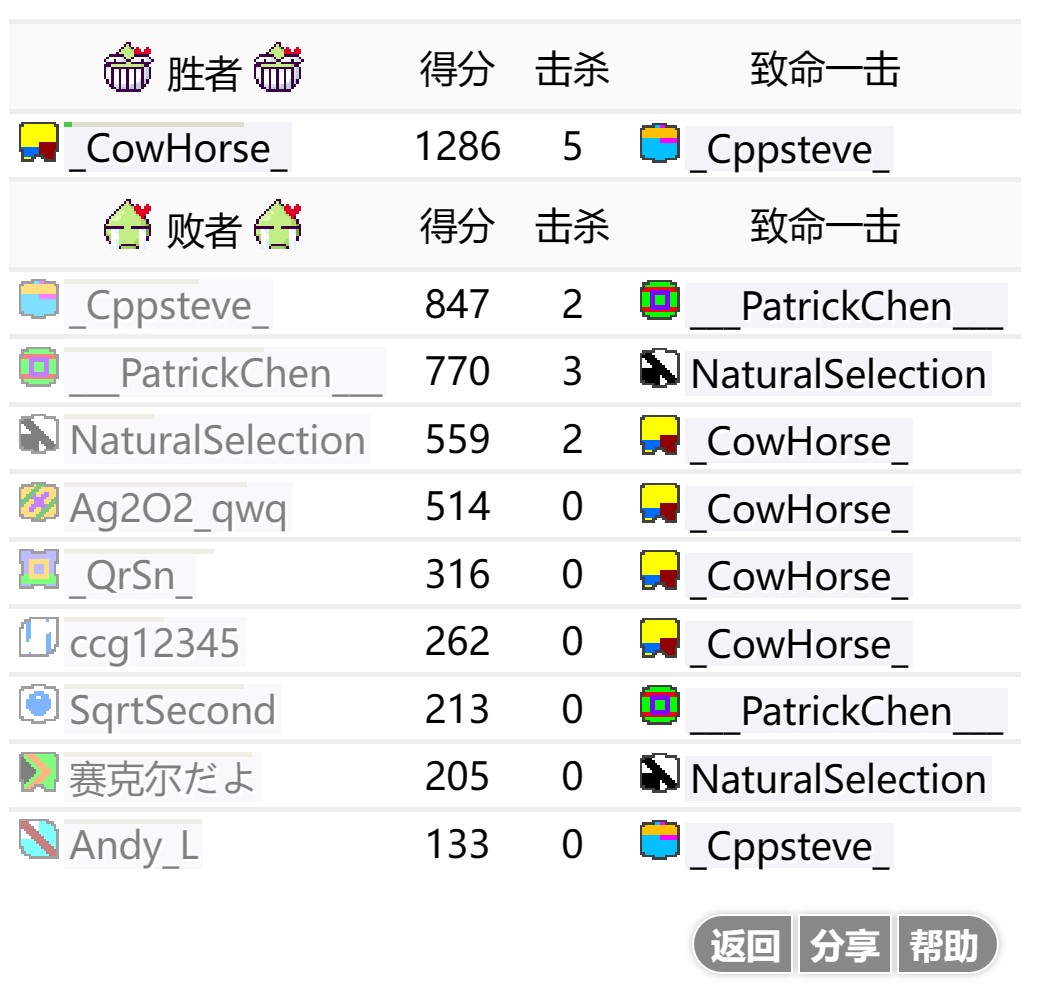 胜者 得分 击杀 致命一击
_CowHorse_ 1286 5 _Cppsteve_
败者 得分 击杀 致命一击
_Cppsteve_ 847 2 ___PatrickChen___
___PatrickChen___ 770 3 NaturalSelection
NaturalSelection 559 2 _CowHorse_
Ag2O2_qwq 514 0 _CowHorse_
_QrSn_ 316 0 _CowHorse_
ccg12345 262 0 _CowHorse_
SqrtSecond 213 0 ___PatrickChen___
赛克尔だよ 205 0 NaturalSelection
Andy_L 133 0 _Cppsteve_
返回 分享 帮助